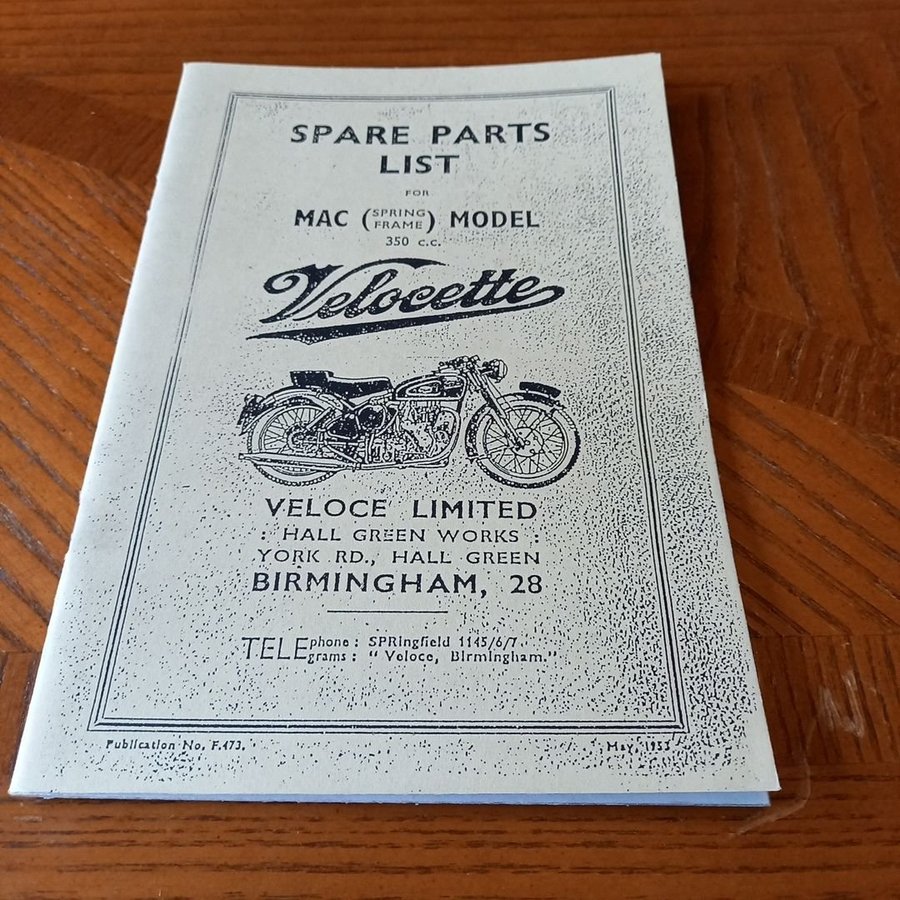 SPARE PARTS
LIST
FOR
MAC (SPRING FRAME) MODEL
350 c.c.
Velocette
VELOCE LIMITED
: HALL GREEN WORKS :
YORK RD., HALL GREEN
BIRMINGHAM, 28
TELEphone : SPRingfield 1145/6/7
grams : "Veloce, Birmingham."
Publication No. F.473.
May, 1953